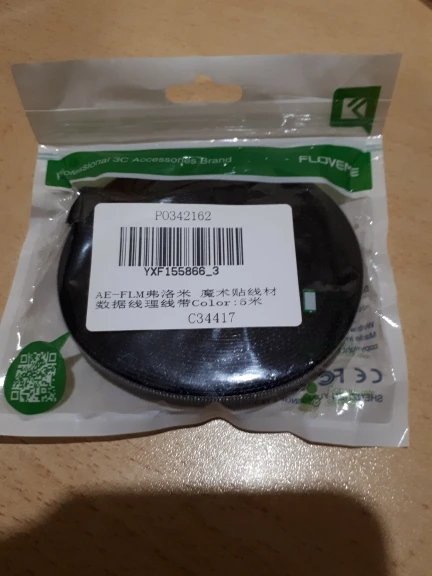 Professional 3C Accessories Brand
FLOVEME
P0342162
YXF155866_3
AE-FLM弗洛米 魔术贴线材
数据线理线带Color:5米
C34417
CE FC